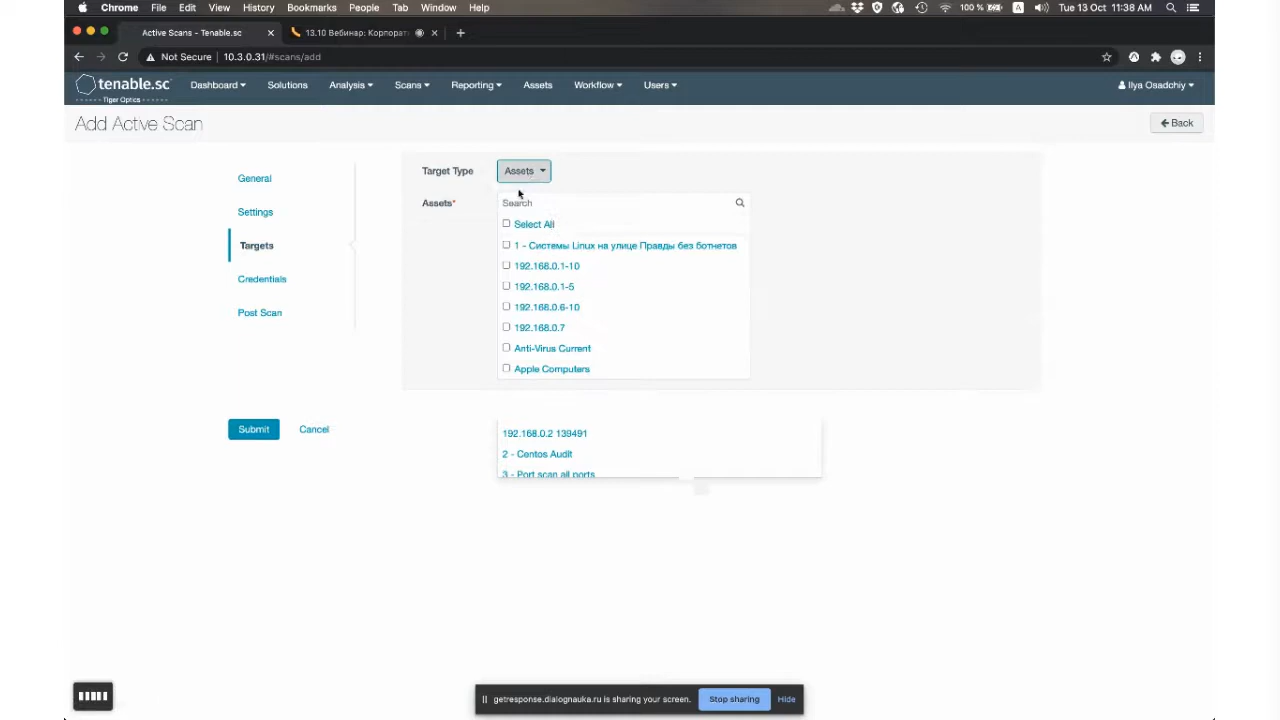 Chrome File Edit View History Bookmarks People Tab Window Help 100 % A Tue 13 Oct 11:38 AM
Active Scans - Tenable.sc
13.10 Вебинар: Корпорат
Not Secure 10.3.0.31/#scans/add
tenable.sc Dashboard Solutions Analysis Scans Reporting Assets Workflow Users Ilya Osadchiy
Tiger Optics
Add Active Scan
Back
General
Settings
Targets
Credentials
Post Scan
Target Type Assets
Assets* Search
Select All
1 - Системы Linux на улице Правды без ботнетов
192.168.0.1-10
192.168.0.1-5
192.168.0.6-10
192.168.0.7
Anti-Virus Current
Apple Computers
Submit Cancel
192.168.0.2 139491
2 - Centos Audit
3 - Port scan all ports
getresponse.dialognauka.ru is sharing your screen. Stop sharing Hide